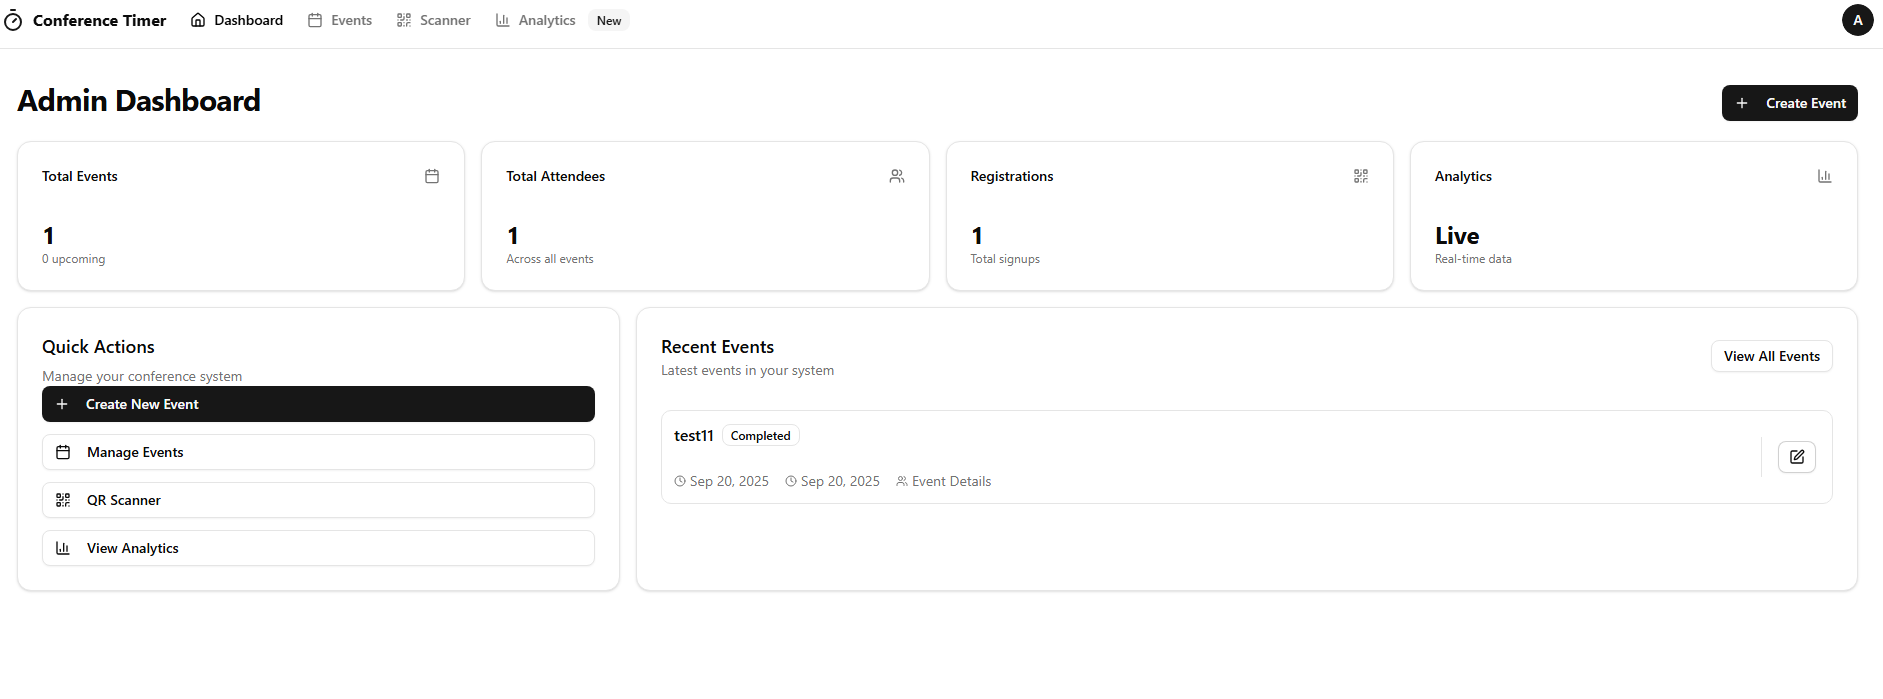 Conference Timer Dashboard Events Scanner Analytics New A
Admin Dashboard
Create Event
Total Events
1
0 upcoming
Total Attendees
1
Across all events
Registrations
1
Total signups
Analytics
Live
Real-time data
Quick Actions
Manage your conference system
Create New Event
Manage Events
QR Scanner
View Analytics
Recent Events
Latest events in your system
View All Events
test11 Completed
Sep 20, 2025 Sep 20, 2025 Event Details